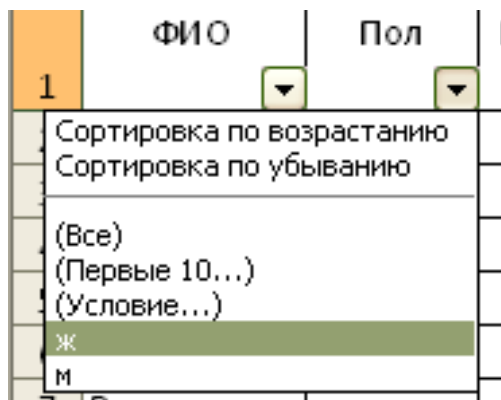 ФИО Пол
1
Сортировка по возрастанию
Сортировка по убыванию
(Все)
(Первые 10...)
(Условие...)
ж
м